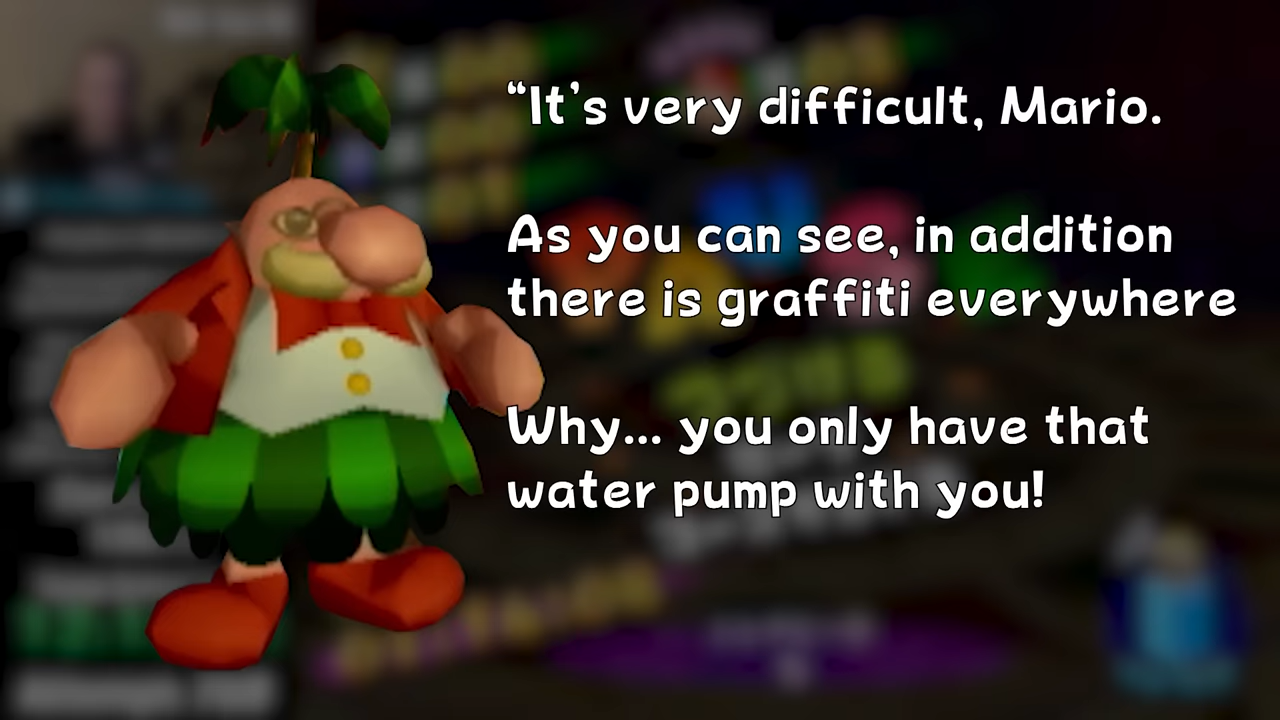 “It’s very difficult, Mario.
As you can see, in addition
there is graffiti everywhere
Why... you only have that
water pump with you!